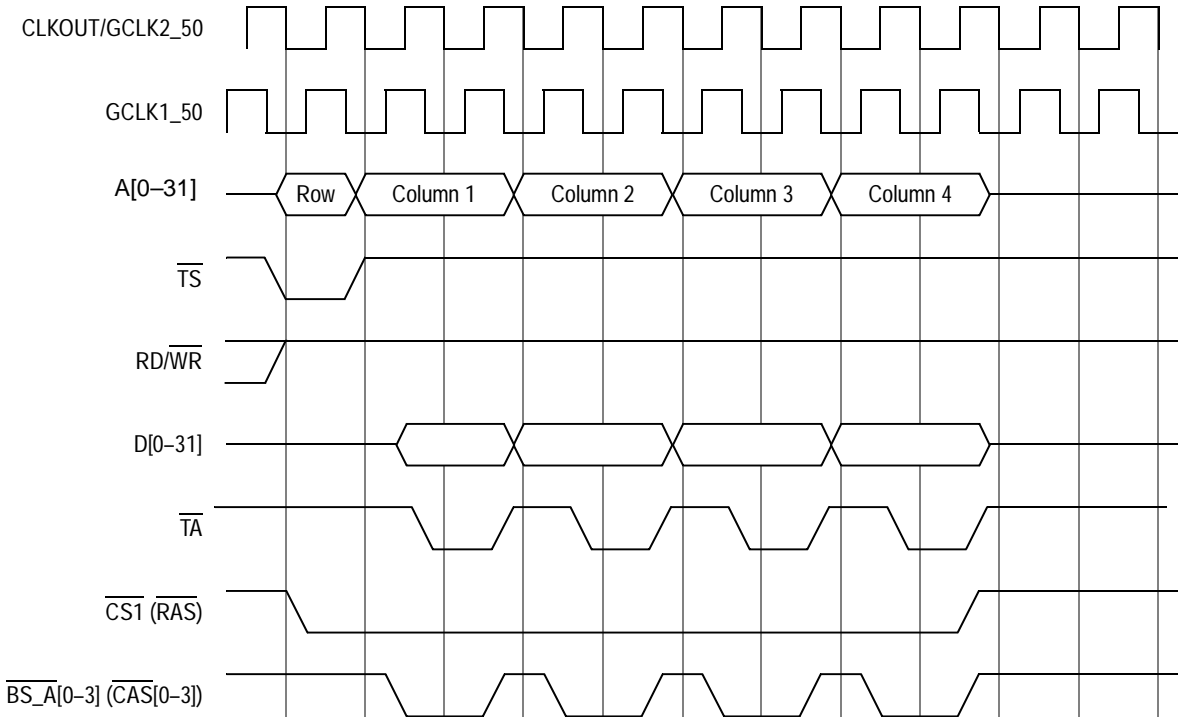 CLKOUT/GCLK2_50
GCLK1_50
A[0–31]
Row
Column 1
Column 2
Column 3
Column 4
TS
RD/WR
D[0–31]
TA
CS1 (RAS)
BS_A[0–3] (CAS[0–3])